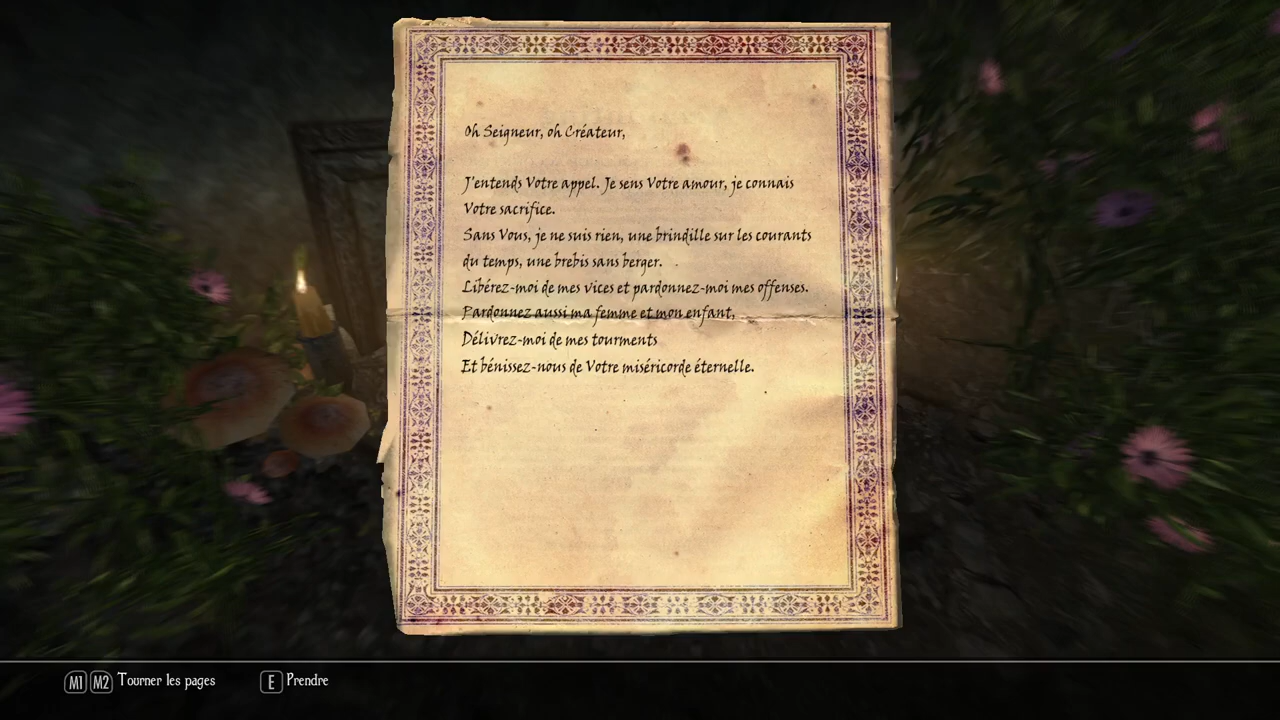 Oh Seigneur, oh Créateur,
J'entends Votre appel. Je sens Votre amour, je connais
Votre sacrifice.
Sans Vous, je ne suis rien, une brindille sur les courants
du temps, une brebis sans berger.
Libérez-moi de mes vices et pardonnez-moi mes offenses.
Pardonnez aussi ma femme et mon enfant,
Délivrez-moi de mes tourments
Et bénissez-nous de Votre miséricorde éternelle.
M1 M2 Tourner les pages E Prendre